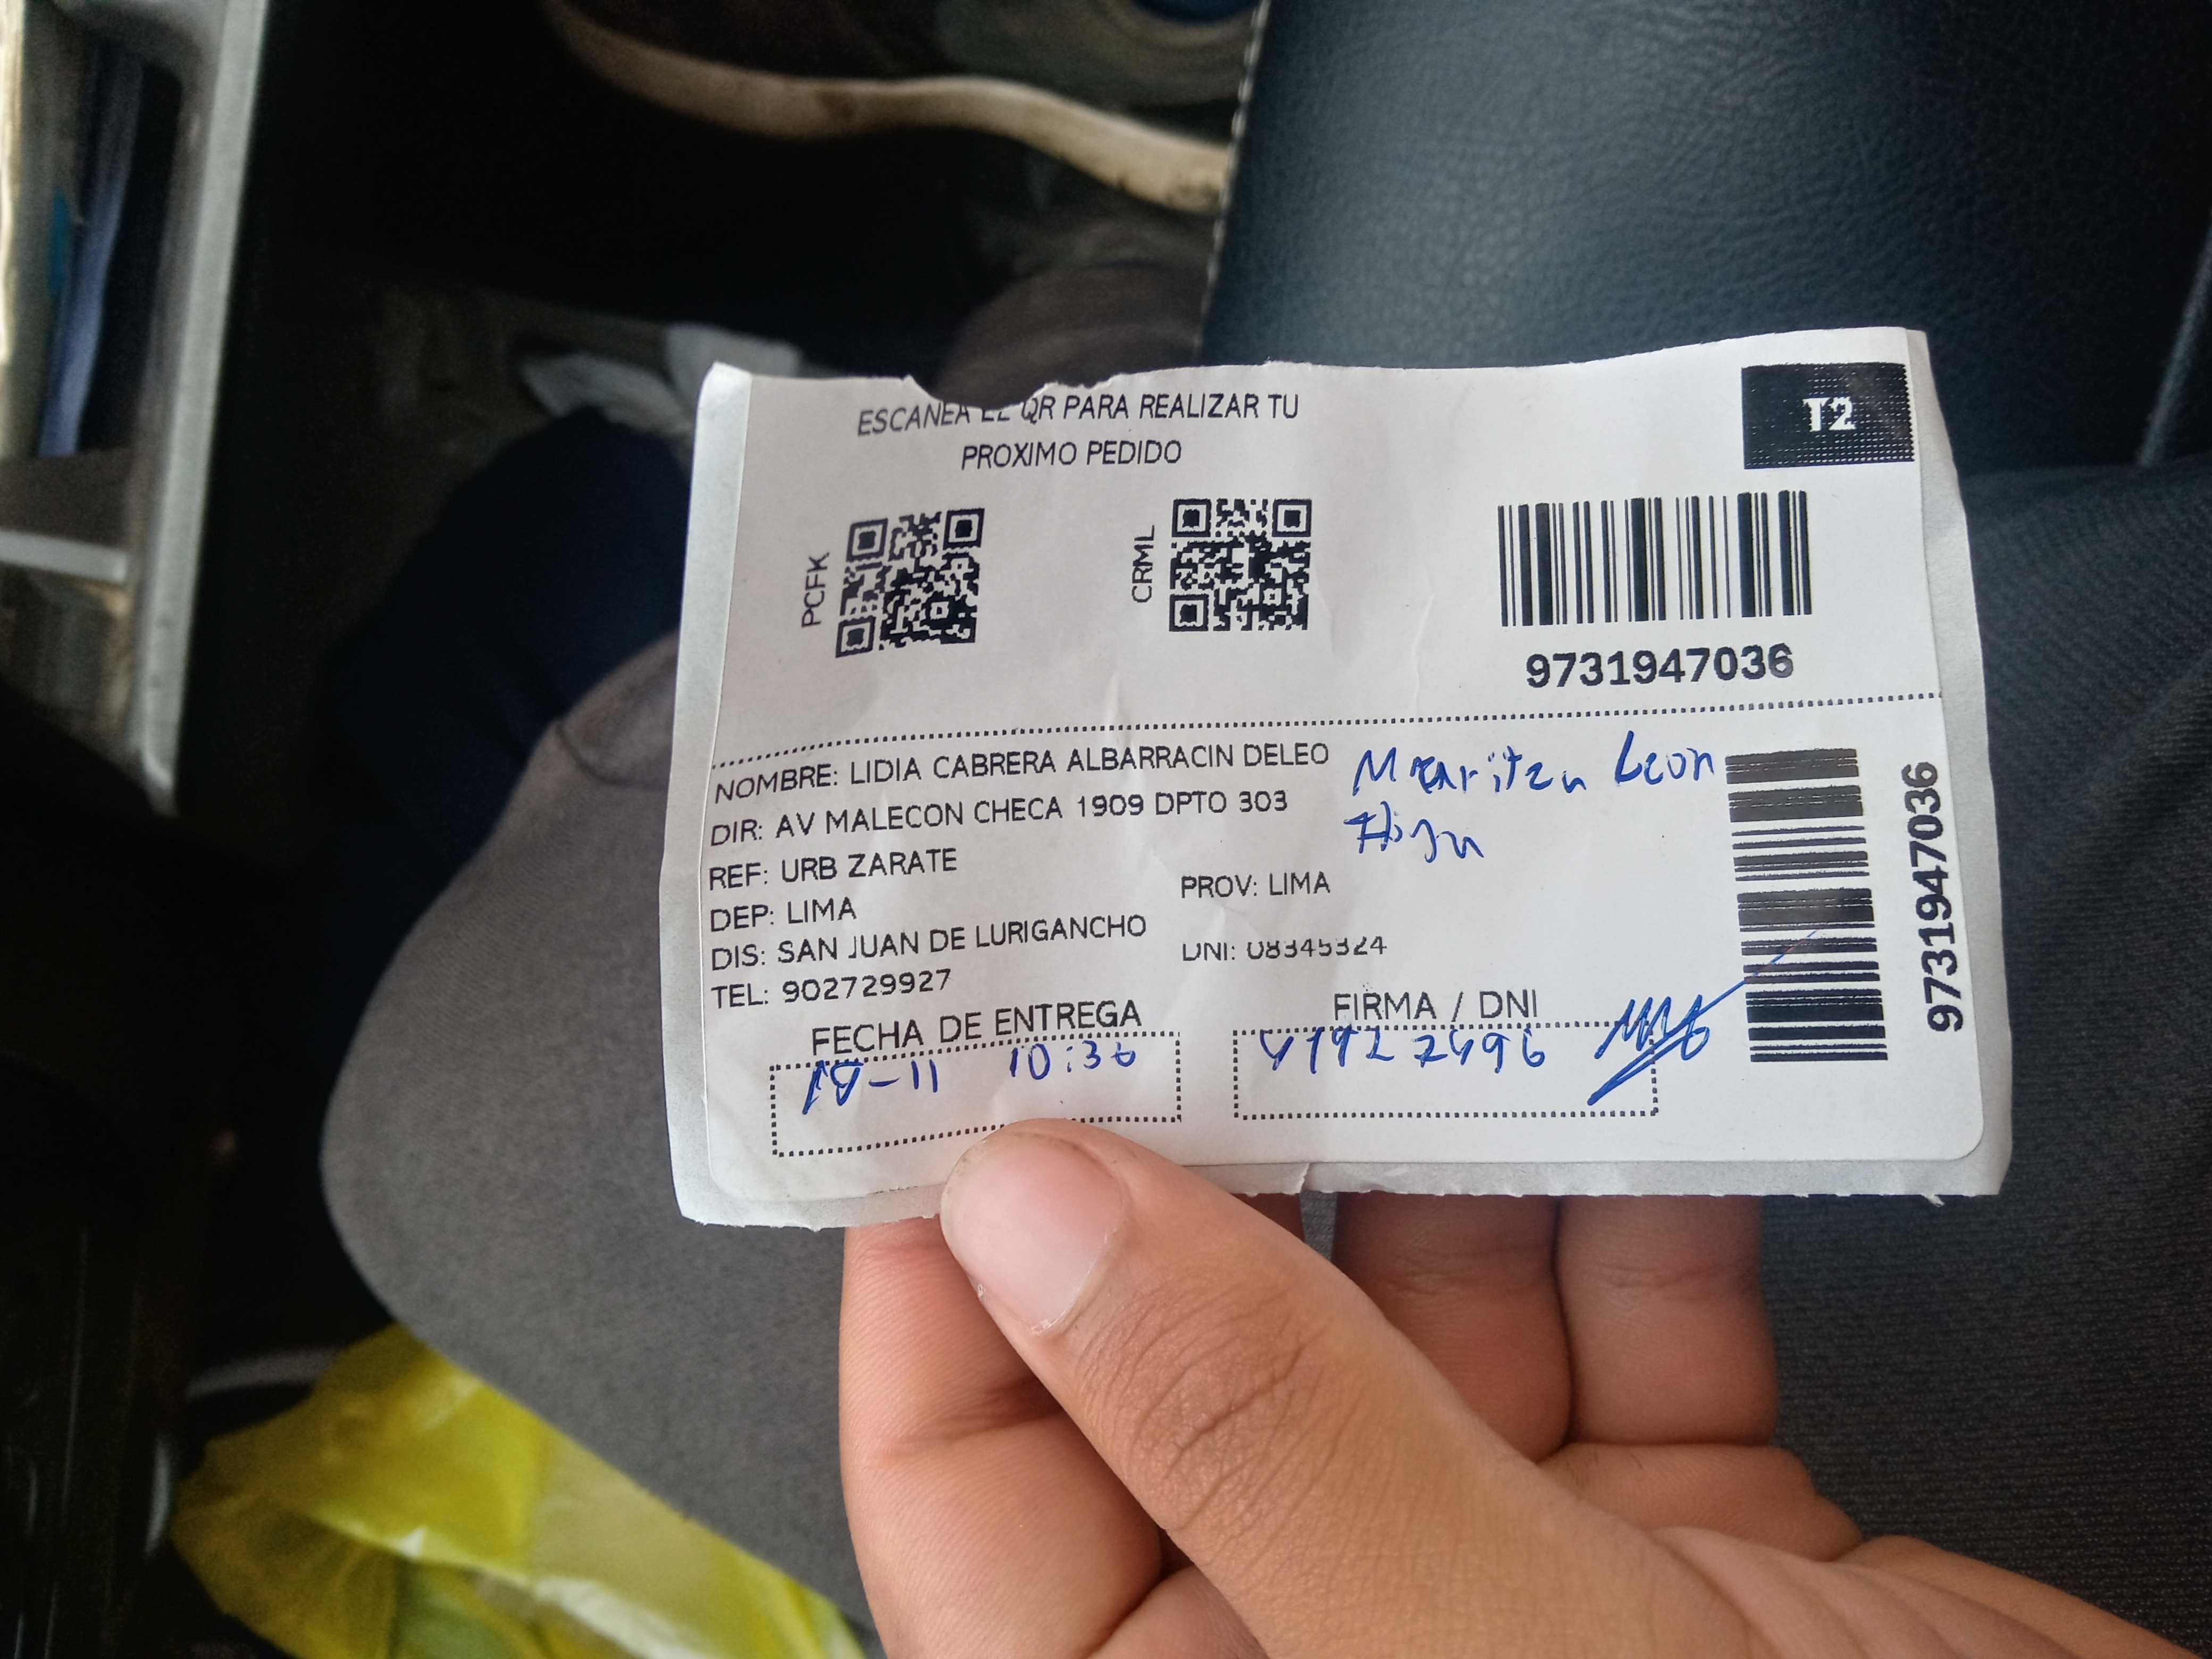 ESCANEA EL QR PARA REALIZAR TU
PROXIMO PEDIDO
T2
PCFK
CRML
9731947036
NOMBRE: LIDIA CABRERA ALBARRACIN DELEO
Maritza Leon
DIR: AV MALECON CHECA 1909 DPTO 303
Hija
REF: URB ZARATE
DEP: LIMA
PROV: LIMA
DIS: SAN JUAN DE LURIGANCHO
DNI: 08345324
TEL: 902729927
9731947036
FECHA DE ENTREGA
FIRMA / DNI
-11 10:36
41927496